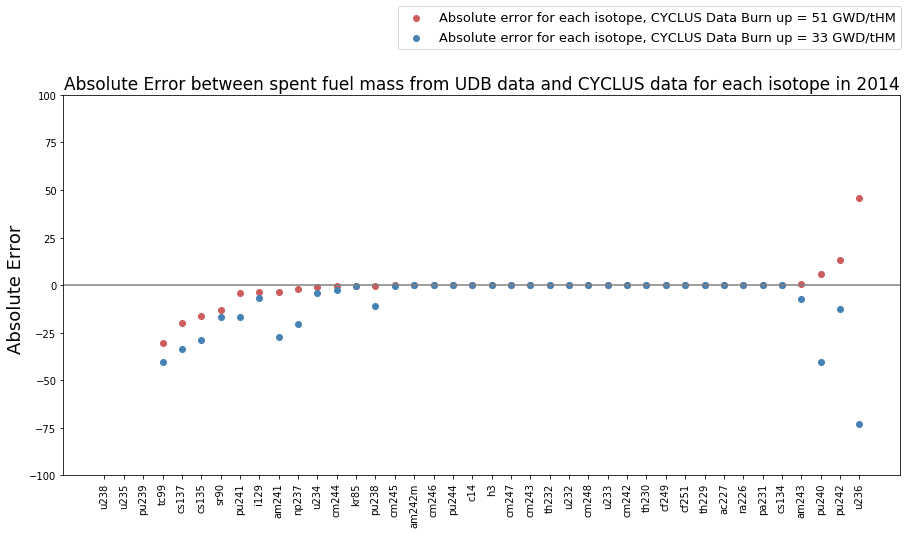 Absolute error for each isotope, CYCLUS Data Burn up = 51 GWD/tHM
Absolute error for each isotope, CYCLUS Data Burn up = 33 GWD/tHM
Absolute Error between spent fuel mass from UDB data and CYCLUS data for each isotope in 2014
100
75
50
25
0
−25
−50
−75
−100
Absolute Error
u238
u235
pu239
tc99
cs137
cs135
sr90
pu241
i129
am241
np237
u234
cm244
kr85
pu238
cm245
am242m
cm246
pu244
c14
h3
cm247
cm243
th232
u232
cm248
u233
cm242
th230
cf249
cf251
th229
ac227
ra226
pa231
cs134
am243
pu240
pu242
u236